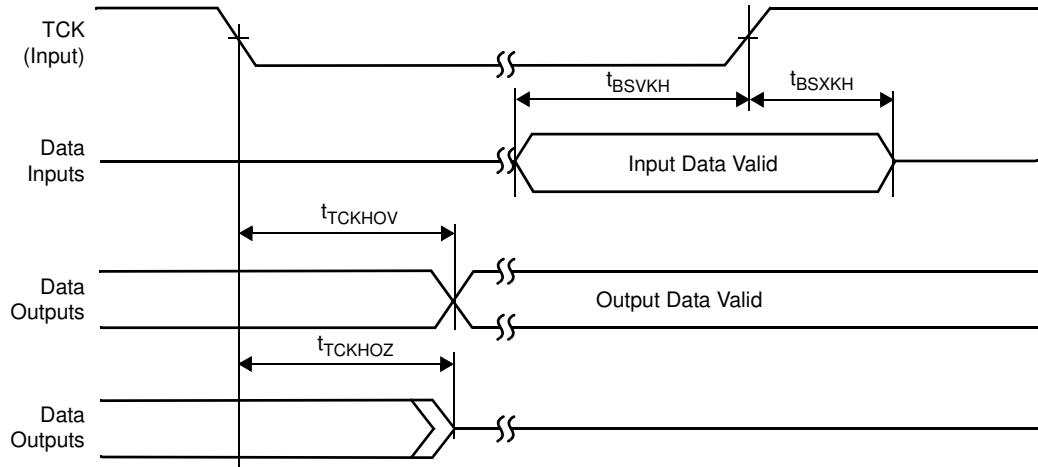 TCK
(Input)
tBSVKH
tBSXKH
Data
Inputs
Input Data Valid
tTCKHOV
Data
Outputs
Output Data Valid
tTCKHOZ
Data
Outputs